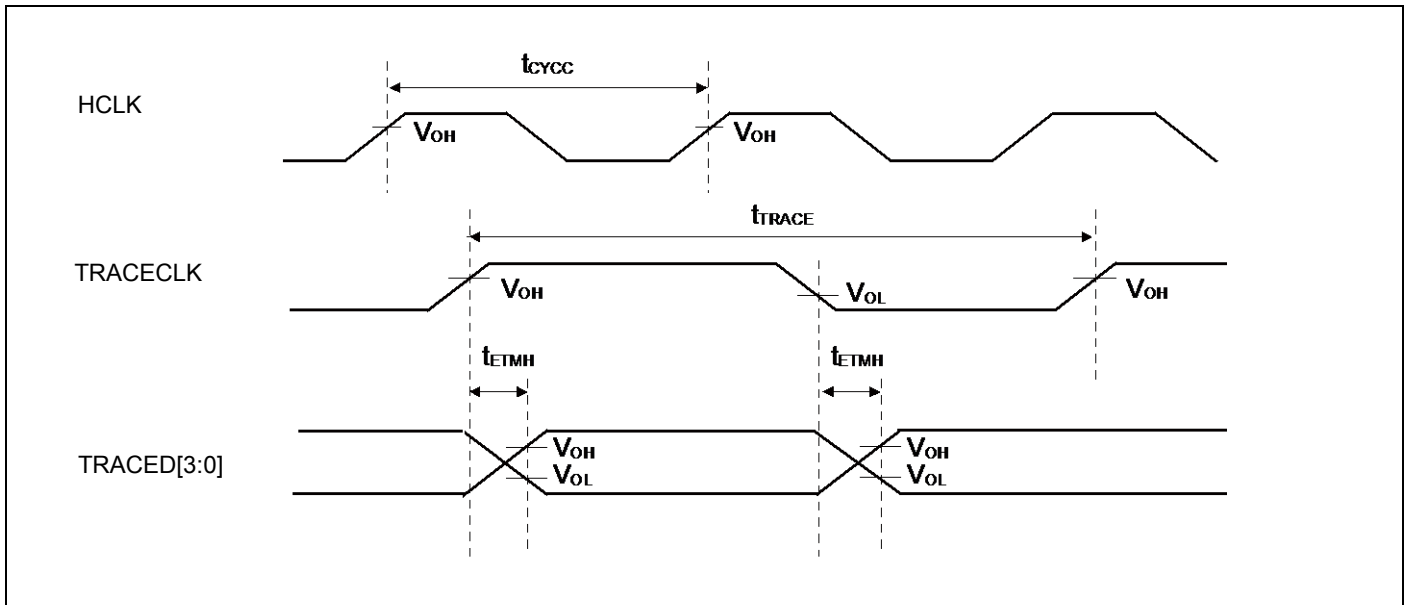 tCYCC
HCLK
VOH
VOH
tTRACE
TRACECLK
VOH
VOL
VOH
tETMH
tETMH
TRACED[3:0]
VOH
VOH
VOL
VOL